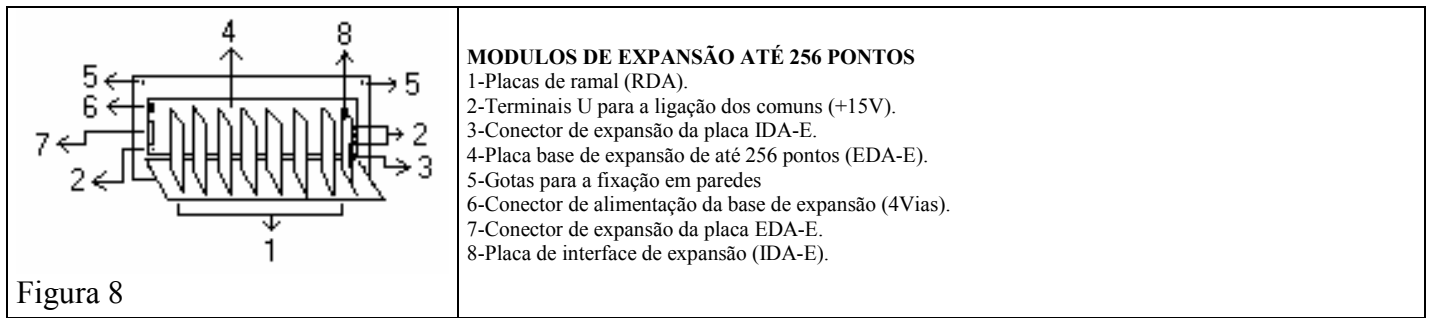 4 8
5 5
6
7 2
2 3
1
Figura 8
MODULOS DE EXPANSÃO ATÉ 256 PONTOS
1-Placas de ramal (RDA).
2-Terminais U para a ligação dos comuns (+15V).
3-Conector de expansão da placa IDA-E.
4-Placa base de expansão de até 256 pontos (EDA-E).
5-Gotas para a fixação em paredes
6-Conector de alimentação da base de expansão (4Vias).
7-Conector de expansão da placa EDA-E.
8-Placa de interface de expansão (IDA-E).